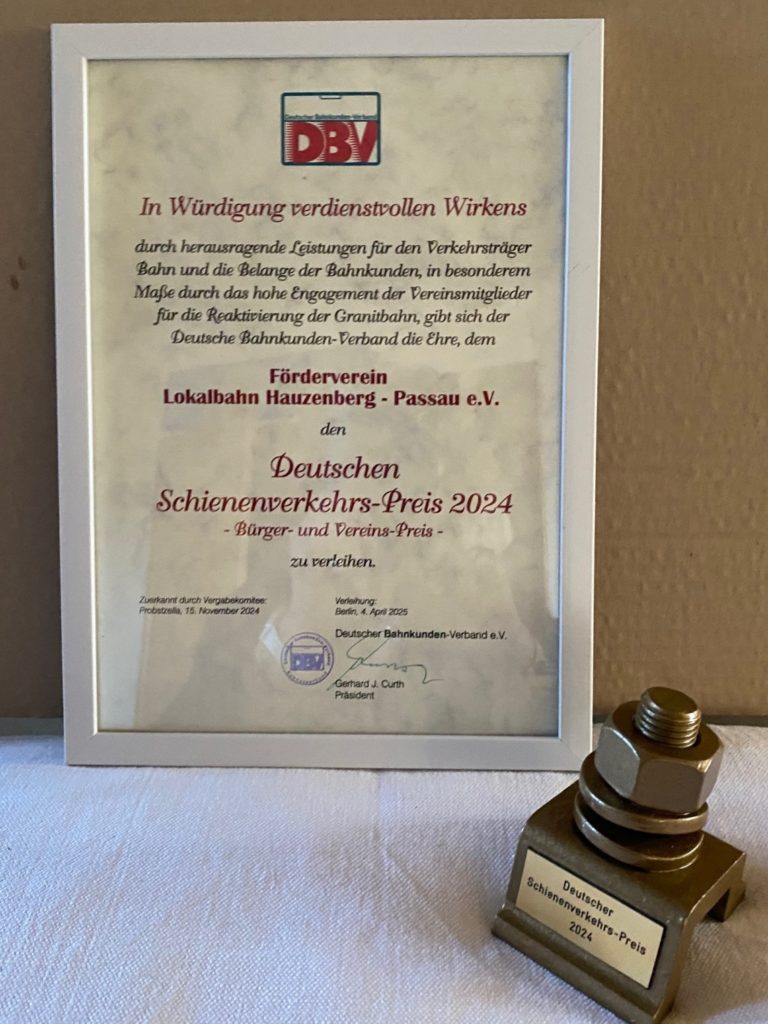 Deutscher Bahnkunden-Verband
DBV
In Würdigung verdienstvollen Wirkens
durch herausragende Leistungen für den Verkehrsträger
Bahn und die Belange der Bahnkunden, in besonderem
Maße durch das hohe Engagement der Vereinsmitglieder
für die Reaktivierung der Granitbahn, gibt sich der
Deutsche Bahnkunden-Verband die Ehre, dem
Förderverein
Lokalbahn Hauzenberg - Passau e.V.
den
Deutschen
Schienenverkehrs-Preis 2024
- Bürger- und Vereins-Preis -
zu verleihen.
Zuerkannt durch Vergabekomitee:
Probstzella, 15. November 2024
Verleihung:
Berlin, 4. April 2025
Deutscher Bahnkunden-Verband e.V.
DBV
Gerhard J. Curth
Präsident
Deutscher
Schienenverkehrs-Preis
2024